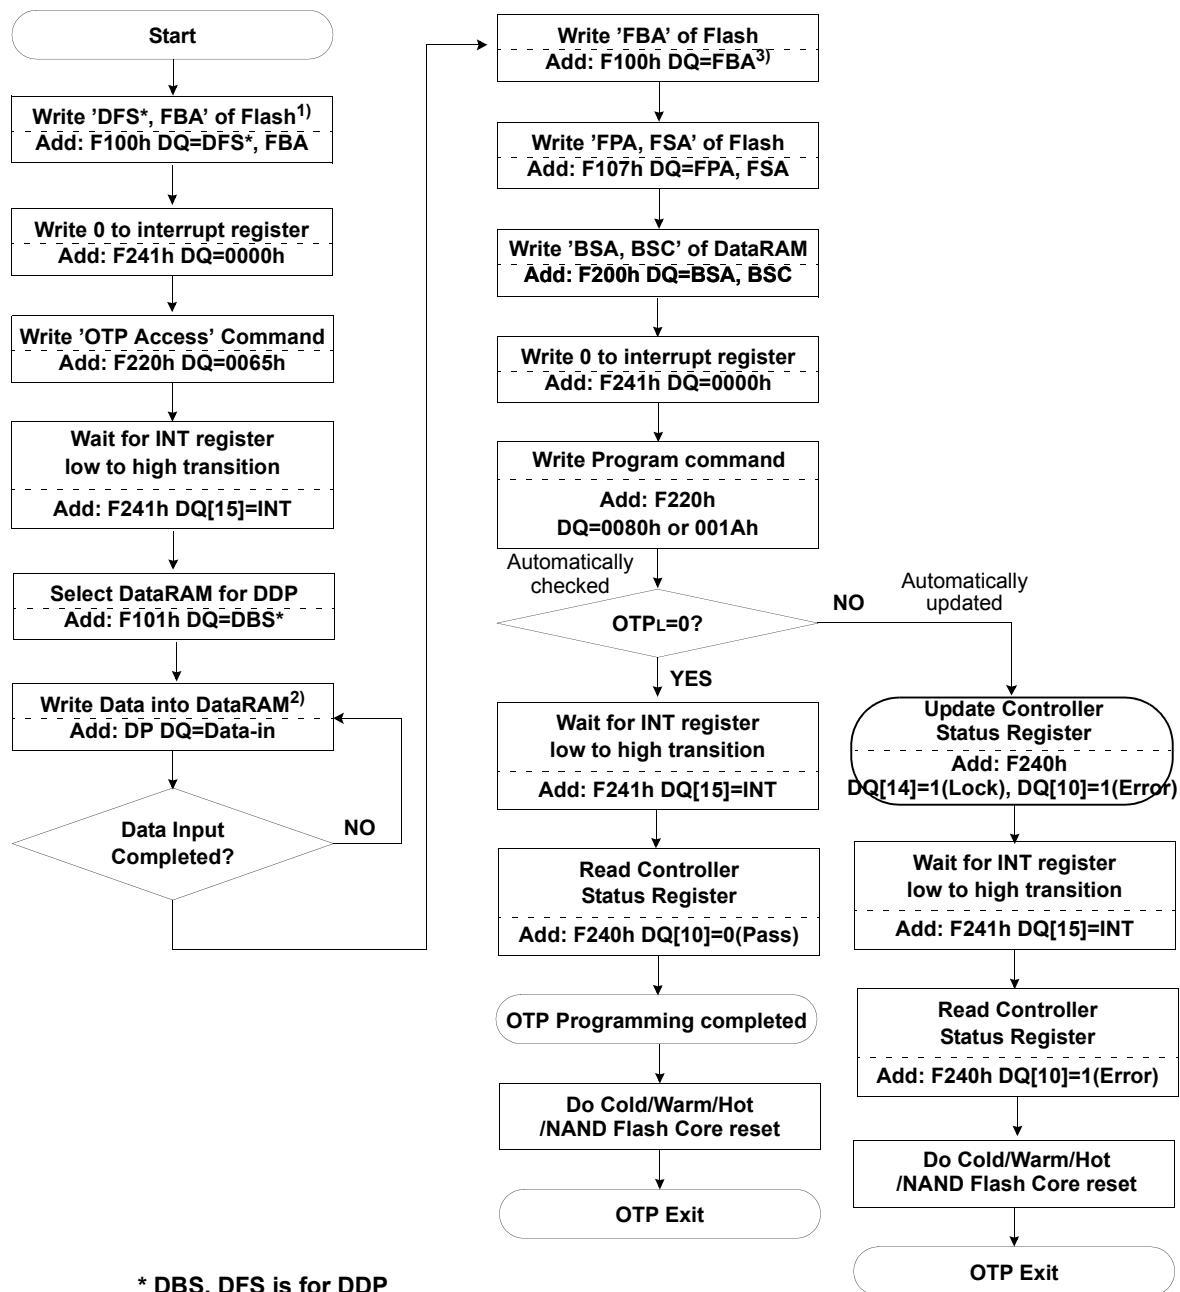 Start
Write ’DFS*, FBA’ of Flash1)
Add: F100h DQ=DFS*, FBA
Write 0 to interrupt register
Add: F241h DQ=0000h
Write ’OTP Access’ Command
Add: F220h DQ=0065h
Wait for INT register
low to high transition
Add: F241h DQ[15]=INT
Select DataRAM for DDP
Add: F101h DQ=DBS*
Write Data into DataRAM2)
Add: DP DQ=Data-in
Data Input
Completed?
NO
Write ’FBA’ of Flash
Add: F100h DQ=FBA3)
Write ’FPA, FSA’ of Flash
Add: F107h DQ=FPA, FSA
Write ’BSA, BSC’ of DataRAM
Add: F200h DQ=BSA, BSC
Write 0 to interrupt register
Add: F241h DQ=0000h
Write Program command
Add: F220h
DQ=0080h or 001Ah
Automatically
checked
OTPL=0?
YES
Wait for INT register
low to high transition
Add: F241h DQ[15]=INT
Read Controller
Status Register
Add: F240h DQ[10]=0(Pass)
OTP Programming completed
Do Cold/Warm/Hot
/NAND Flash Core reset
OTP Exit
NO
Automatically
updated
Update Controller
Status Register
Add: F240h
DQ[14]=1(Lock), DQ[10]=1(Error)
Wait for INT register
low to high transition
Add: F241h DQ[15]=INT
Read Controller
Status Register
Add: F240h DQ[10]=1(Error)
Do Cold/Warm/Hot
/NAND Flash Core reset
OTP Exit
* DBS, DFS is for DDP